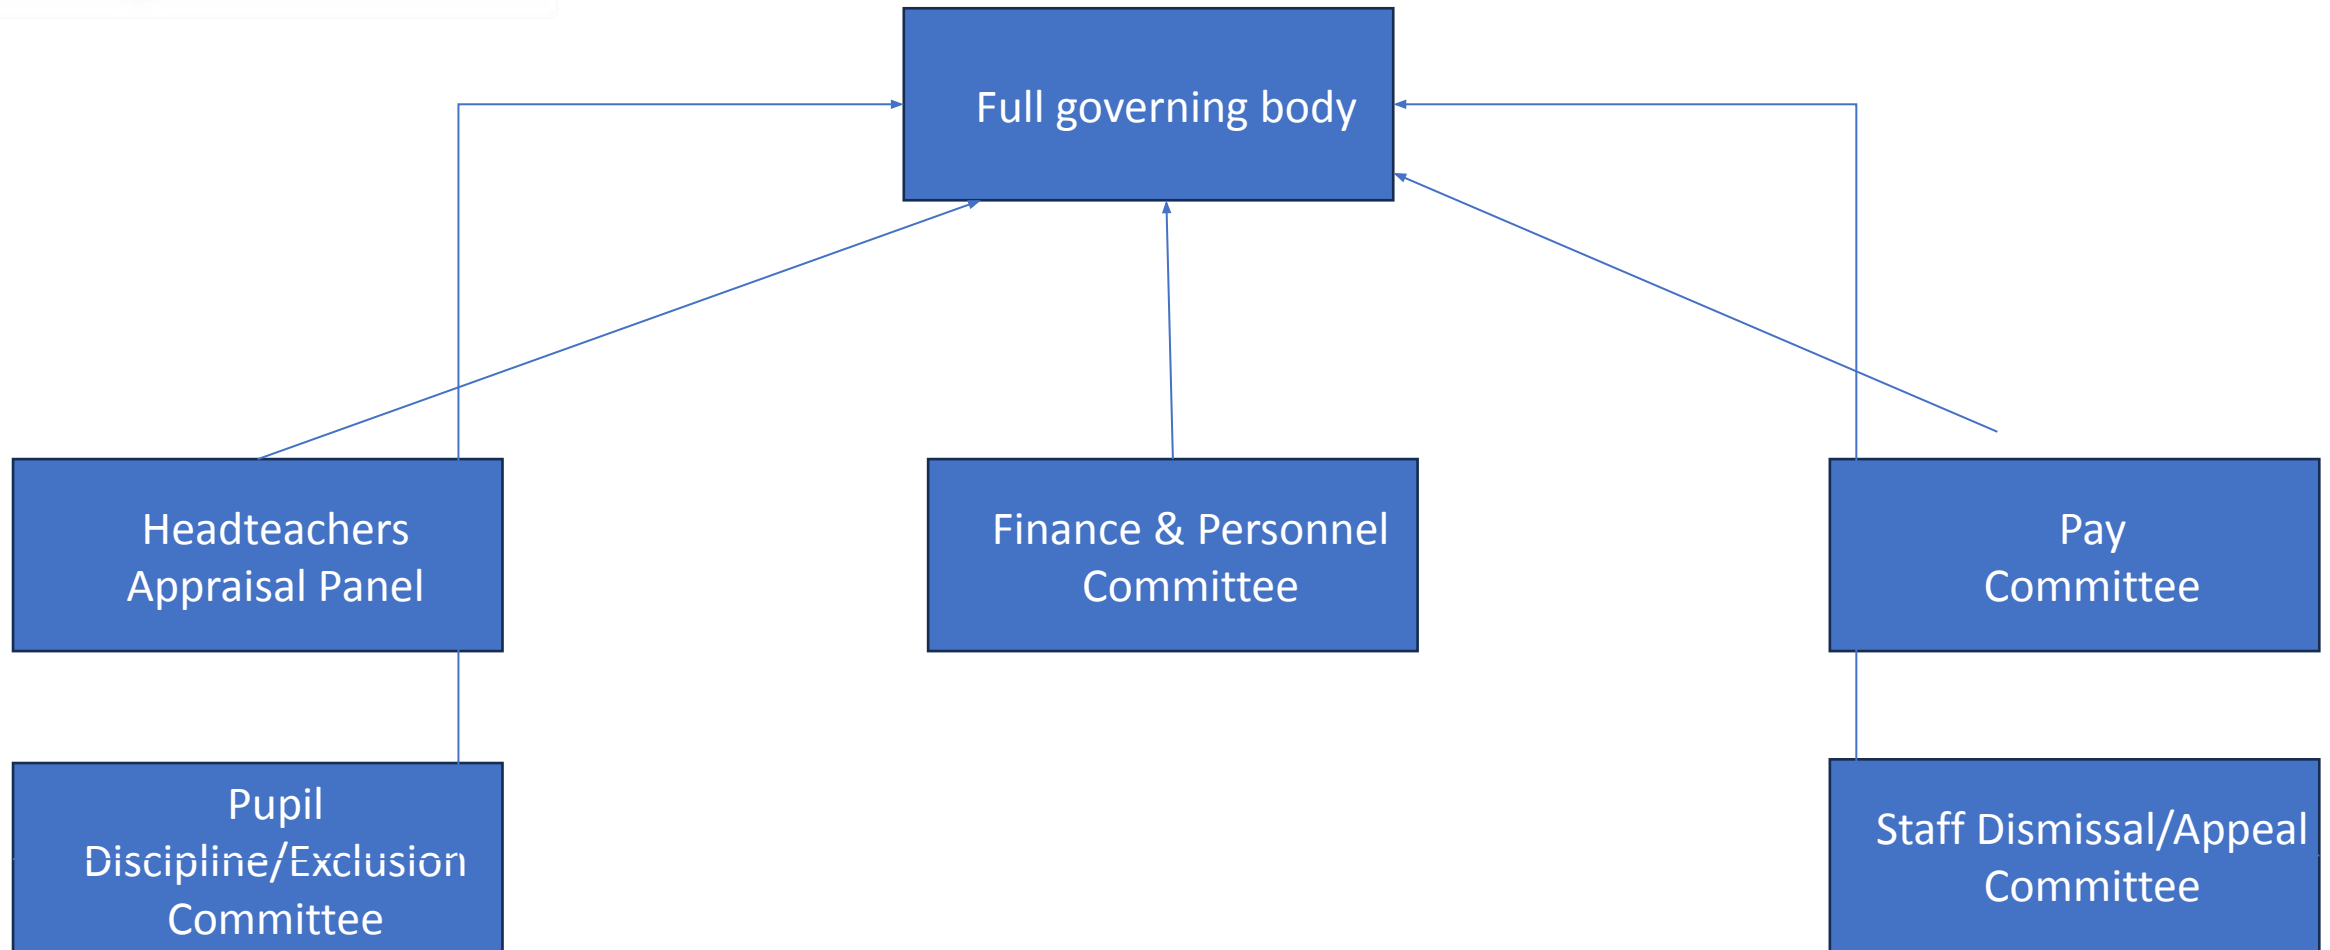 Full governing body
Headteachers
Appraisal Panel
Finance & Personnel
Committee
Pay
Committee
Pupil
Discipline/Exclusion
Committee
Staff Dismissal/Appeal
Committee